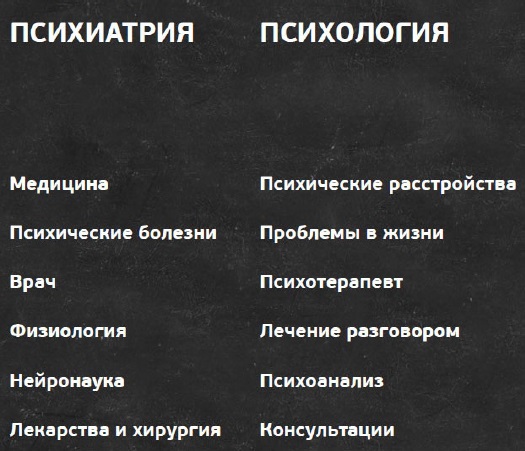 ПСИХИАТРИЯ ПСИХОЛОГИЯ
Медицина Психические расстройства
Психические болезни Проблемы в жизни
Врач Психотерапевт
Физиология Лечение разговором
Нейронаука Психоанализ
Лекарства и хирургия Консультации